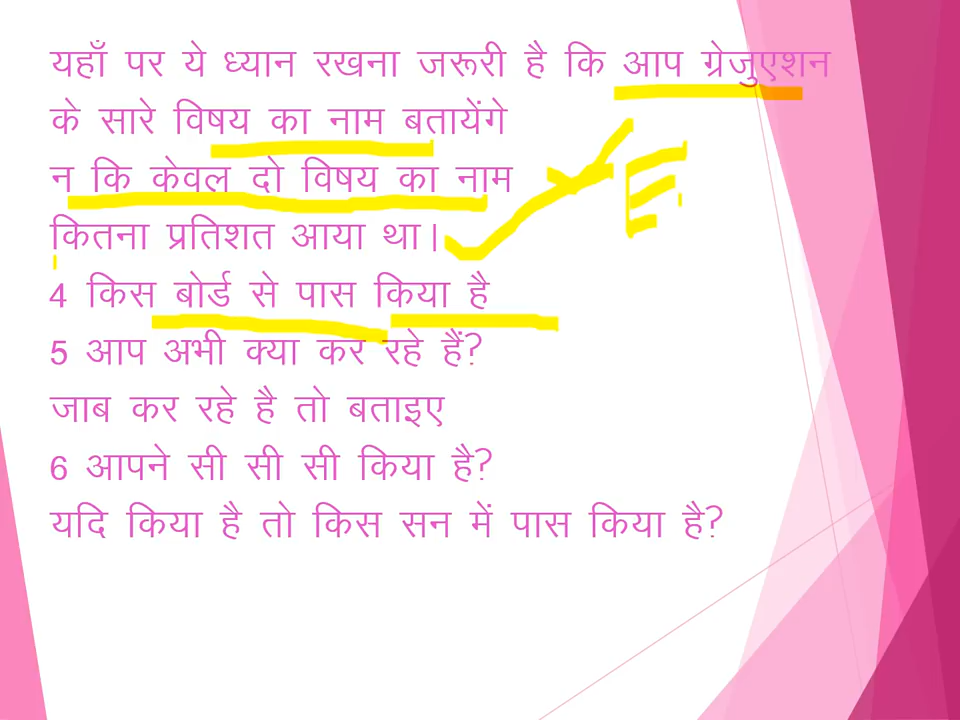 यहाँ पर ये ध्यान रखना जरूरी है कि आप ग्रेजुएशन
के सारे विषय का नाम बतायेंगे
न कि केवल दो विषय का नाम
कितना प्रतिशत आया था।
4 किस बोर्ड से पास किया है
5 आप अभी क्या कर रहे हैं?
जाब कर रहे है तो बताइए
6 आपने सी सी सी किया है?
यदि किया है तो किस सन में पास किया है?